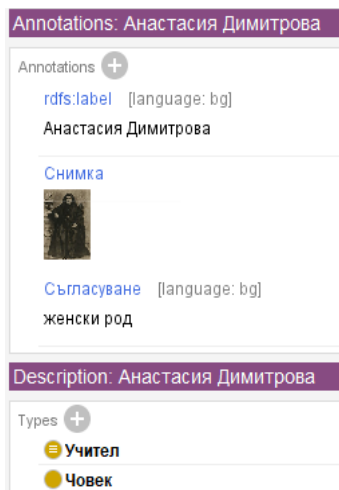 Annotations: Анастасия Димитрова
Annotations
rdfs:label [language: bg]
Анастасия Димитрова
Снимка
Съгласуване [language: bg]
женски род
Description: Анастасия Димитрова
Types
Учител
Човек